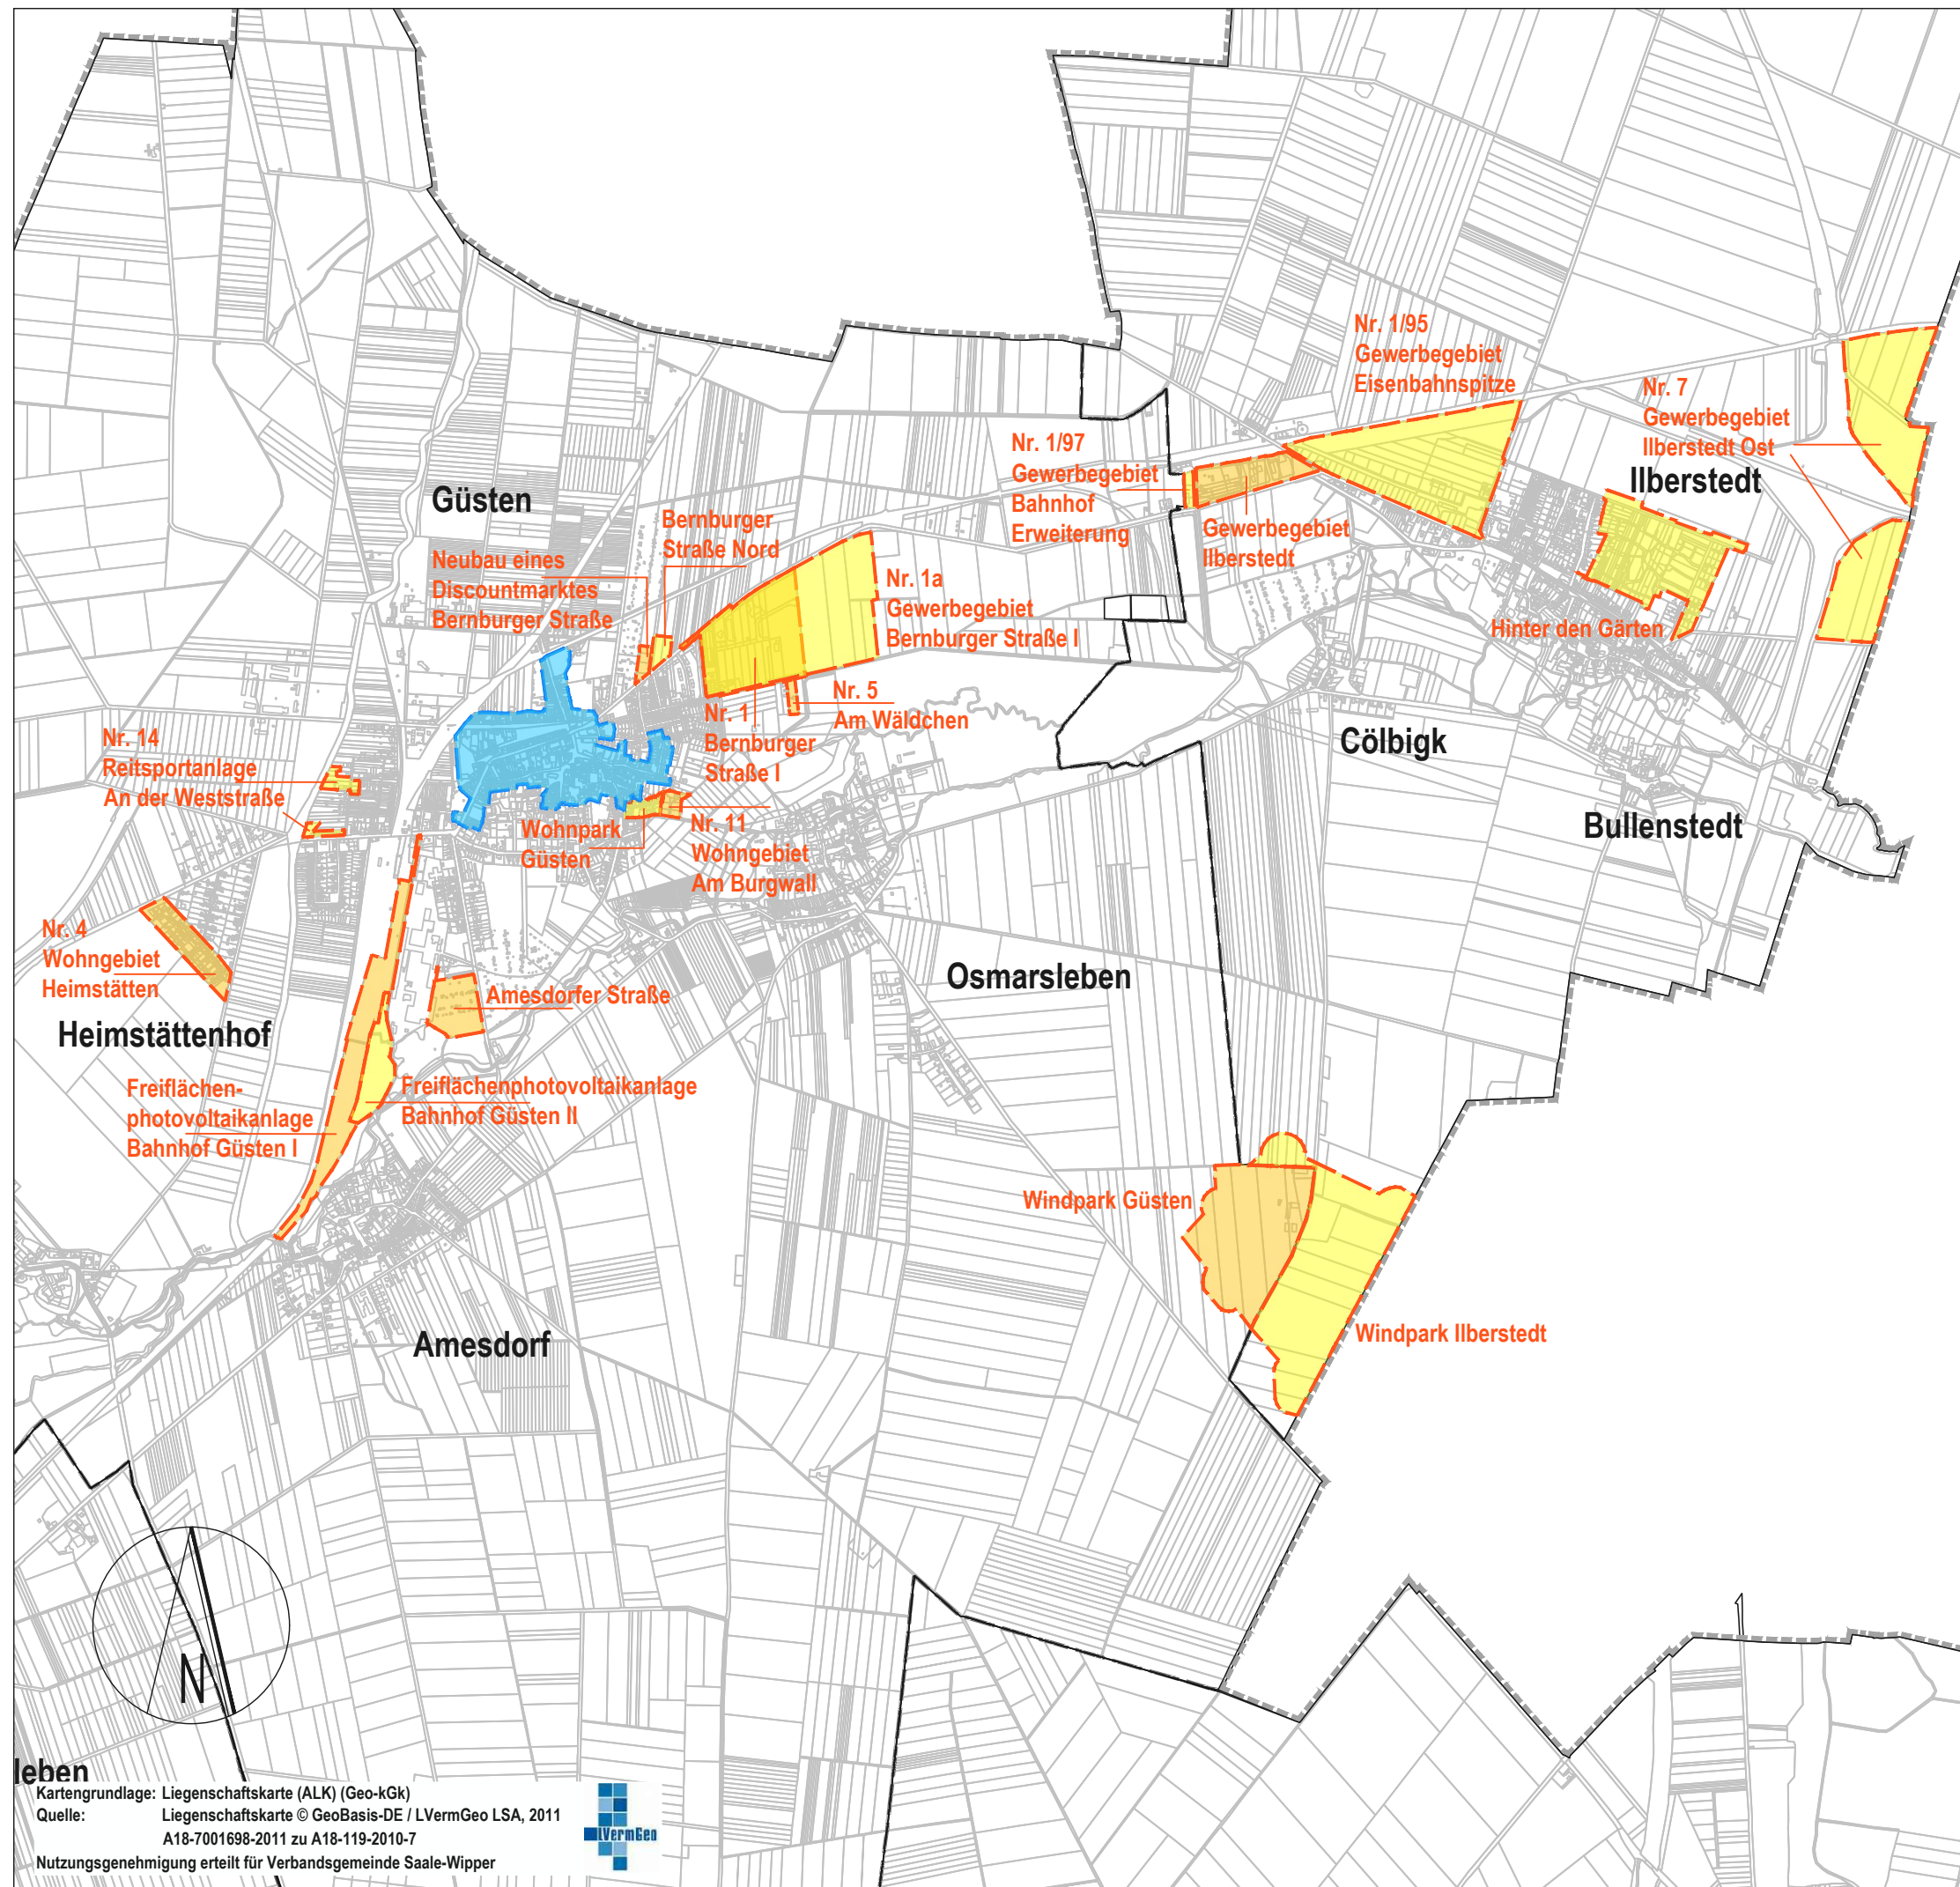 Nr. 1/95
Gewerbegebiet
Eisenbahnspitze
Nr. 7
Gewerbegebiet
Ilberstedt Ost
Ilberstedt
Nr. 1/97
Gewerbegebiet
Bahnhof
Erweiterung
Gewerbegebiet
Ilberstedt
Güsten
Bernburger
Straße Nord
Neubau eines
Discountmarktes
Bernburger Straße
Nr. 1a
Gewerbegebiet
Bernburger Straße I
Hinter den Gärten
Nr. 5
Am Wäldchen
Nr. 1
Bernburger
Straße I
Cölbigk
Nr. 14
Reitsportanlage
An der Weststraße
Wohnpark
Güsten
Nr. 11
Wohngebiet
Am Burgwall
Bullenstedt
Nr. 4
Wohngebiet
Heimstätten
Osmarsleben
Amesdorfer Straße
Heimstättenhof
Freiflächen-
photovoltaikanlage
Bahnhof Güsten I
Freiflächenphotovoltaikanlage
Bahnhof Güsten II
Windpark Güsten
Windpark Ilberstedt
Amesdorf
N
leben
Kartengrundlage: Liegenschaftskarte (ALK) (Geo-kGk)
Quelle: Liegenschaftskarte © GeoBasis-DE / LVermGeo LSA, 2011
A18-7001698-2011 zu A18-119-2010-7
Nutzungsgenehmigung erteilt für Verbandsgemeinde Saale-Wipper
LVermGeo